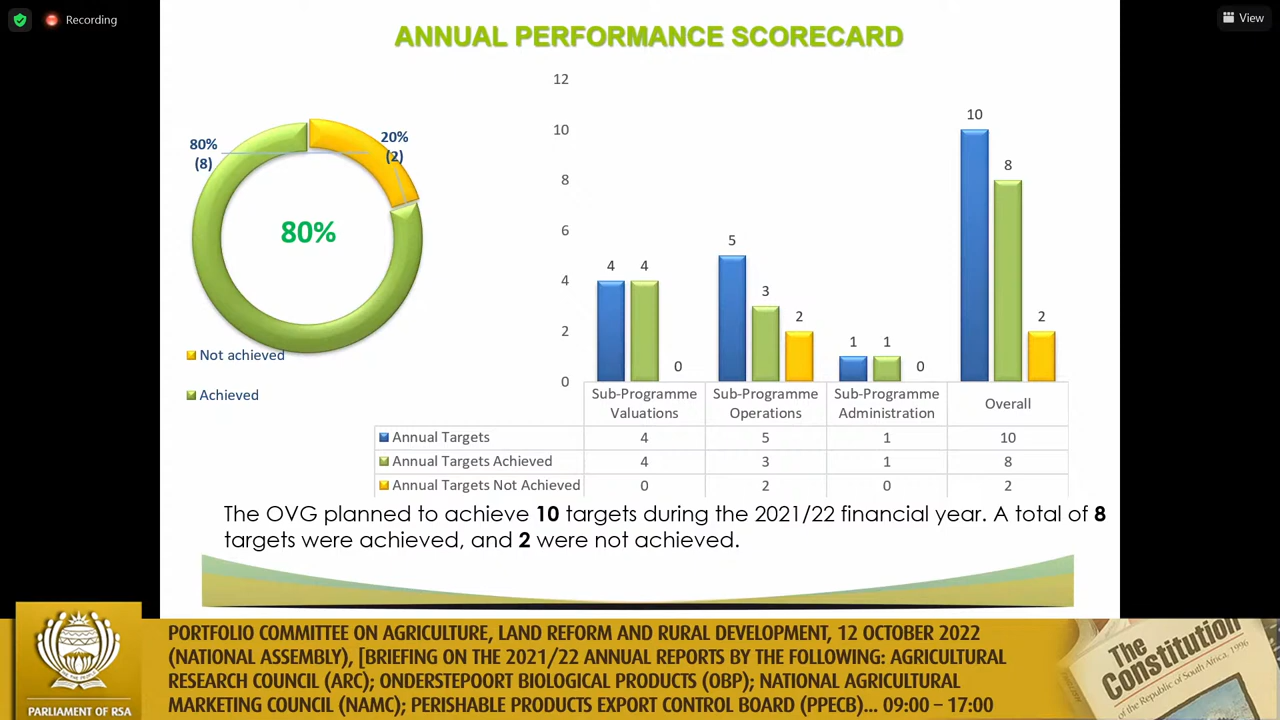 Recording
View
ANNUAL PERFORMANCE SCORECARD
80%
(8)
20%
(2)
80%
Not achieved
Achieved
12
10
8
6
4
2
0
4 4 0
5 3 2
1 1 0
10 8 2
Sub-Programme Valuations
Sub-Programme Operations
Sub-Programme Administration
Overall
Annual Targets 4 5 1 10
Annual Targets Achieved 4 3 1 8
Annual Targets Not Achieved 0 2 0 2
The OVG planned to achieve 10 targets during the 2021/22 financial year. A total of 8
targets were achieved, and 2 were not achieved.
PARLIAMENT OF RSA
PORTFOLIO COMMITTEE ON AGRICULTURE, LAND REFORM AND RURAL DEVELOPMENT, 12 OCTOBER 2022
(NATIONAL ASSEMBLY), [BRIEFING ON THE 2021/22 ANNUAL REPORTS BY THE FOLLOWING: AGRICULTURAL
RESEARCH COUNCIL (ARC); ONDERSTEPOORT BIOLOGICAL PRODUCTS (OBP); NATIONAL AGRICULTURAL
MARKETING COUNCIL (NAMC); PERISHABLE PRODUCTS EXPORT CONTROL BOARD (PPECB)... 09:00 – 17:00
The
Constitution
of the Republic of South Africa, 1996